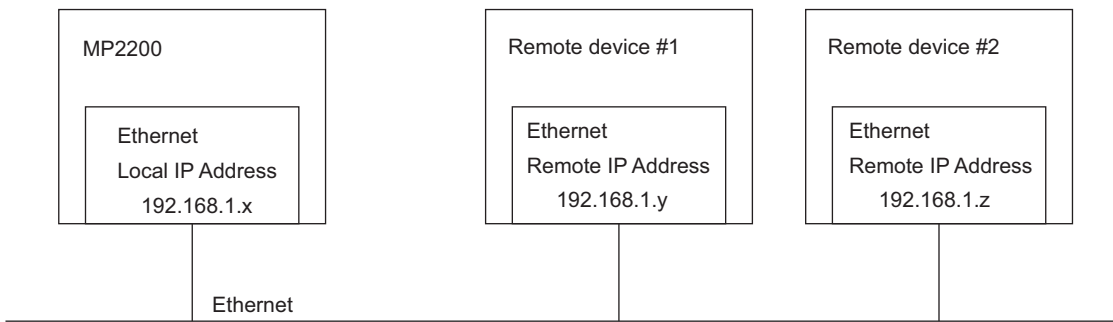 MP2200
Ethernet
Local IP Address
192.168.1.x
Remote device #1
Ethernet
Remote IP Address
192.168.1.y
Remote device #2
Ethernet
Remote IP Address
192.168.1.z
Ethernet